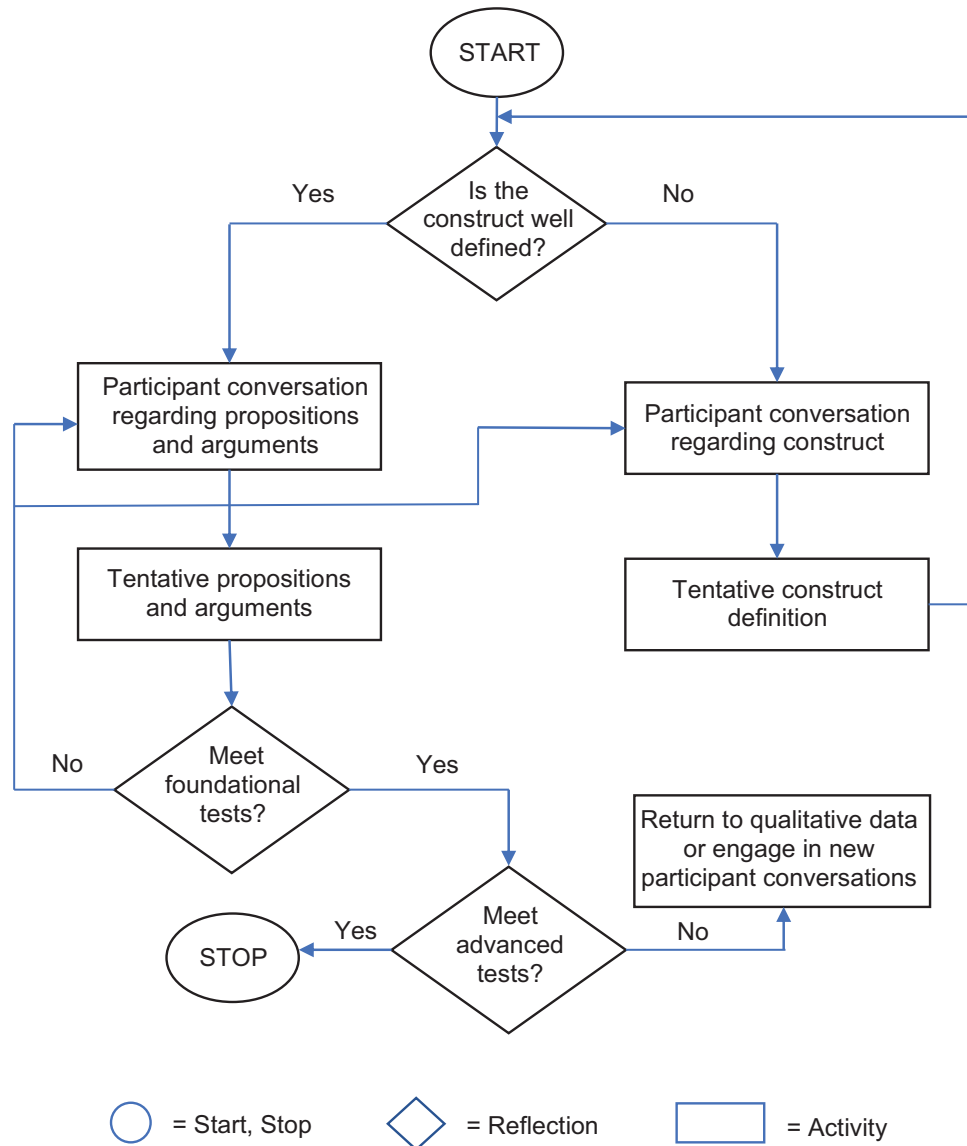 START
Is the
construct well
defined?
Yes
No
Participant conversation
regarding propositions
and arguments
Participant conversation
regarding construct
Tentative propositions
and arguments
Tentative construct
definition
Meet
foundational
tests?
No
Yes
Return to qualitative data
or engage in new
participant conversations
Meet
advanced
tests?
Yes
No
STOP
= Start, Stop
= Reflection
= Activity